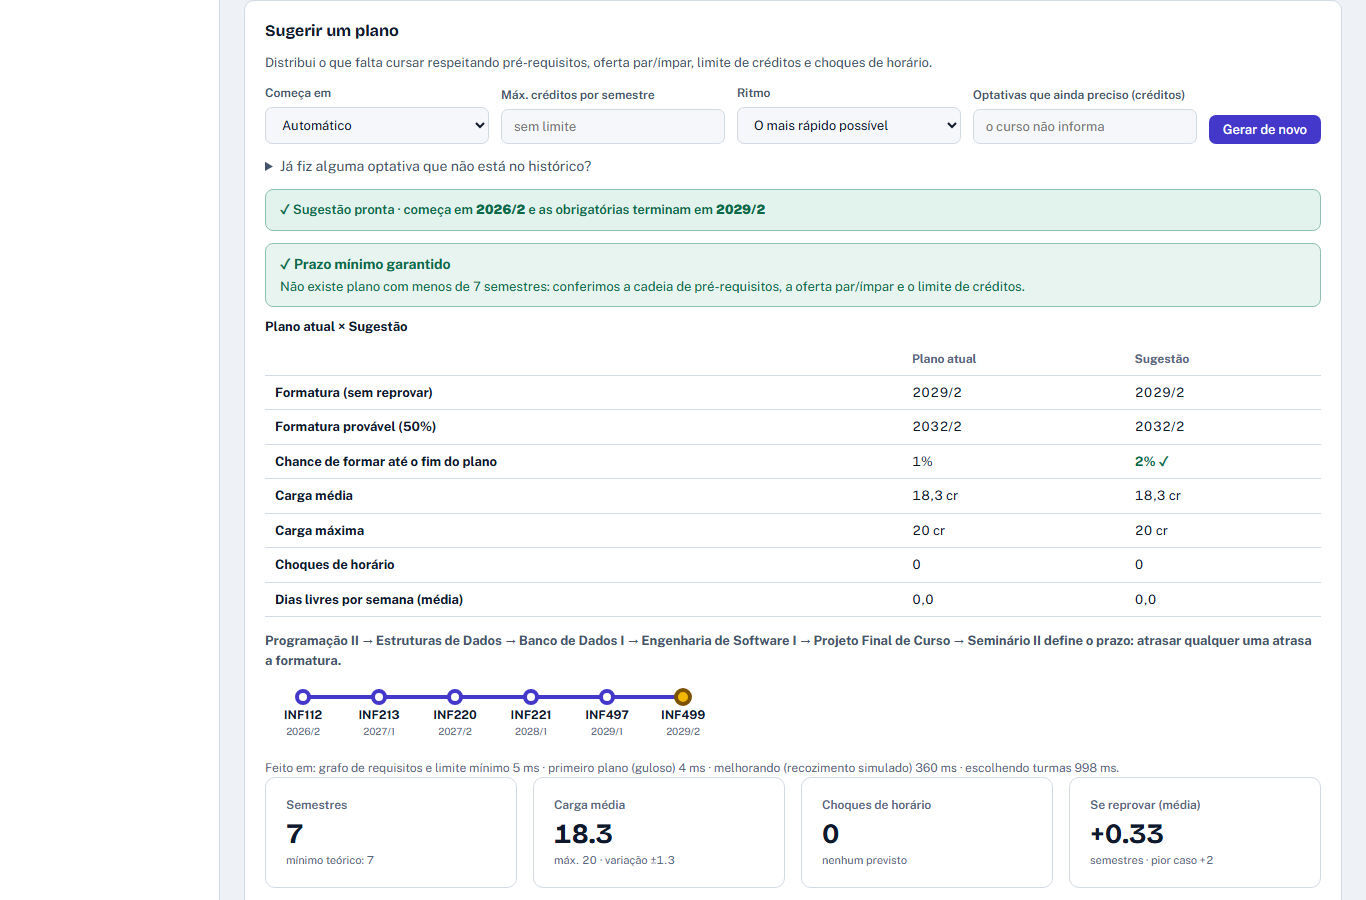 Sugerir um plano
Distribui o que falta cursar respeitando pré-requisitos, oferta par/ímpar, limite de créditos e choques de horário.
Começa em
Máx. créditos por semestre
Ritmo
Optativas que ainda preciso (créditos)
Automático
sem limite
O mais rápido possível
o curso não informa
Gerar de novo
▶ Já fiz alguma optativa que não está no histórico?
✓ Sugestão pronta · começa em 2026/2 e as obrigatórias terminam em 2029/2
✓ Prazo mínimo garantido
Não existe plano com menos de 7 semestres: conferimos a cadeia de pré-requisitos, a oferta par/ímpar e o limite de créditos.
Plano atual × Sugestão
Plano atual Sugestão
Formatura (sem reprovar) 2029/2 2029/2
Formatura provável (50%) 2032/2 2032/2
Chance de formar até o fim do plano 1% 2% ✓
Carga média 18,3 cr 18,3 cr
Carga máxima 20 cr 20 cr
Choques de horário 0 0
Dias livres por semana (média) 0,0 0,0
Programação II → Estruturas de Dados → Banco de Dados I → Engenharia de Software I → Projeto Final de Curso → Seminário II define o prazo: atrasar qualquer uma atrasa
a formatura.
INF112 INF213 INF220 INF221 INF497 INF499
2026/2 2027/1 2027/2 2028/1 2029/1 2029/2
Feito em: grafo de requisitos e limite mínimo 5 ms · primeiro plano (guloso) 4 ms · melhorando (recozimento simulado) 360 ms · escolhendo turmas 998 ms.
Semestres
7
mínimo teórico: 7
Carga média
18.3
máx. 20 · variação ±1.3
Choques de horário
0
nenhum previsto
Se reprovar (média)
+0.33
semestres · pior caso +2